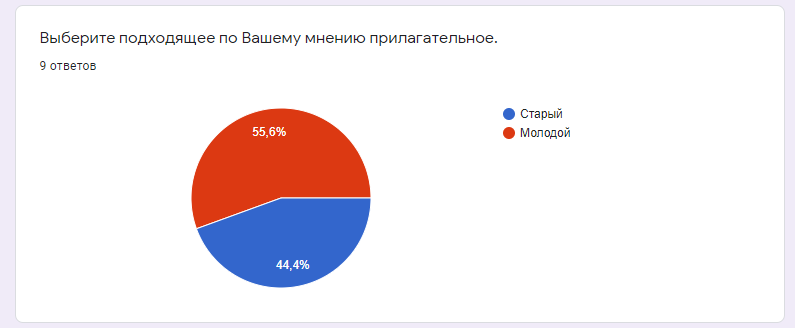 Выберите подходящее по Вашему мнению прилагательное.
9 ответов
55,6%
44,4%
Старый
Молодой